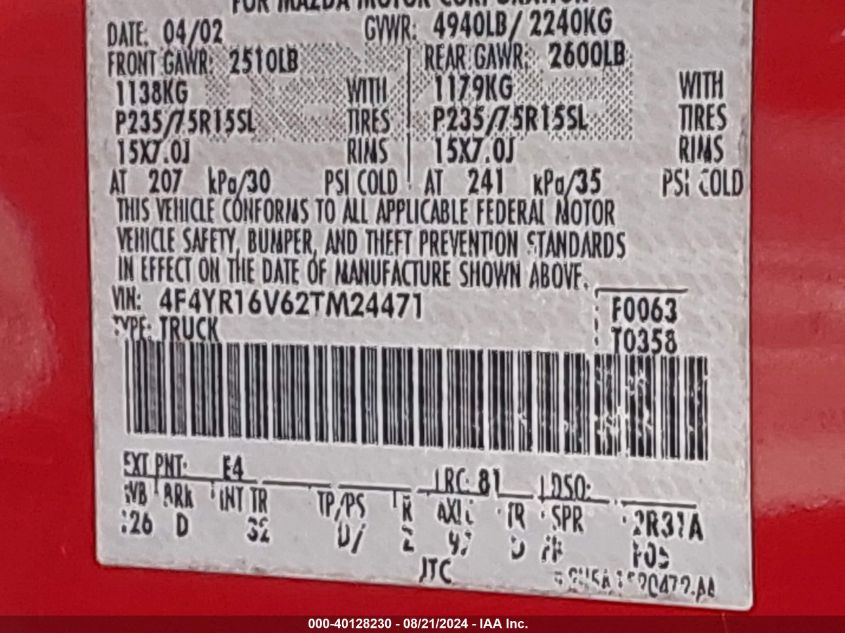 FOR MAZDA MOTOR CORPORATION
DATE: 04/02 GVWR: 4940LB/ 2240KG
FRONT GAWR: 2510LB REAR GAWR: 2600LB
1138KG WITH 1179KG WITH
P235/75R15SL TIRES P235/75R15SL TIRES
15X7.0J RIMS 15X7.0J RIMS
AT 207 kPa/30 PSI COLD AT 241 kPa/35 PSI COLD
THIS VEHICLE CONFORMS TO ALL APPLICABLE FEDERAL MOTOR
VEHICLE SAFETY, BUMPER, AND THEFT PREVENTION STANDARDS
IN EFFECT ON THE DATE OF MANUFACTURE SHOWN ABOVE.
VIN: 4F4YR16V62TM24471 F0063
TYPE: TRUCK T0358
EXT PNT: E4 RC: 81 DSO:
WB BRK INT TR TP/PS R AXLE TR SPR
126 D
JTC
000-40128230 - 08/21/2024 - IAA Inc.